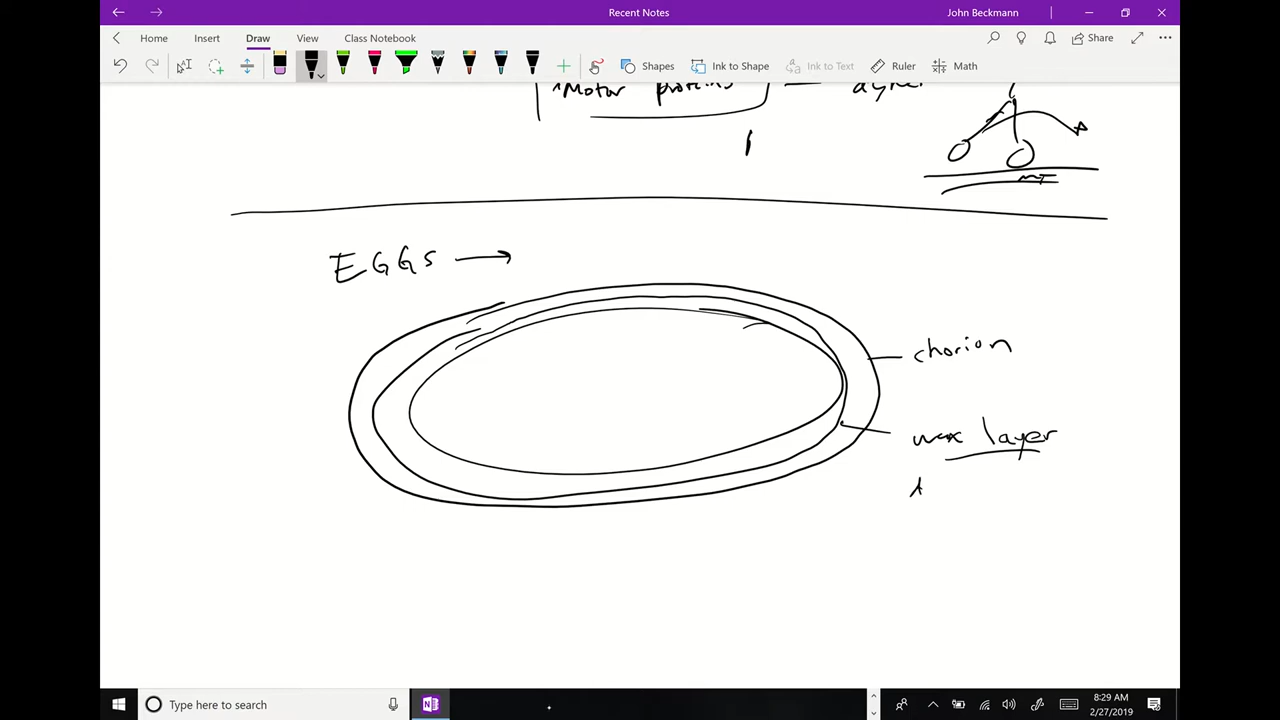 Recent Notes
John Beckmann
Home Insert Draw View Class Notebook
Share
Shapes Ink to Shape Ink to Text Ruler Math
Motor proteins
MT
EGGs
chorion
wax layer
Type here to search
8:29 AM
2/27/2019